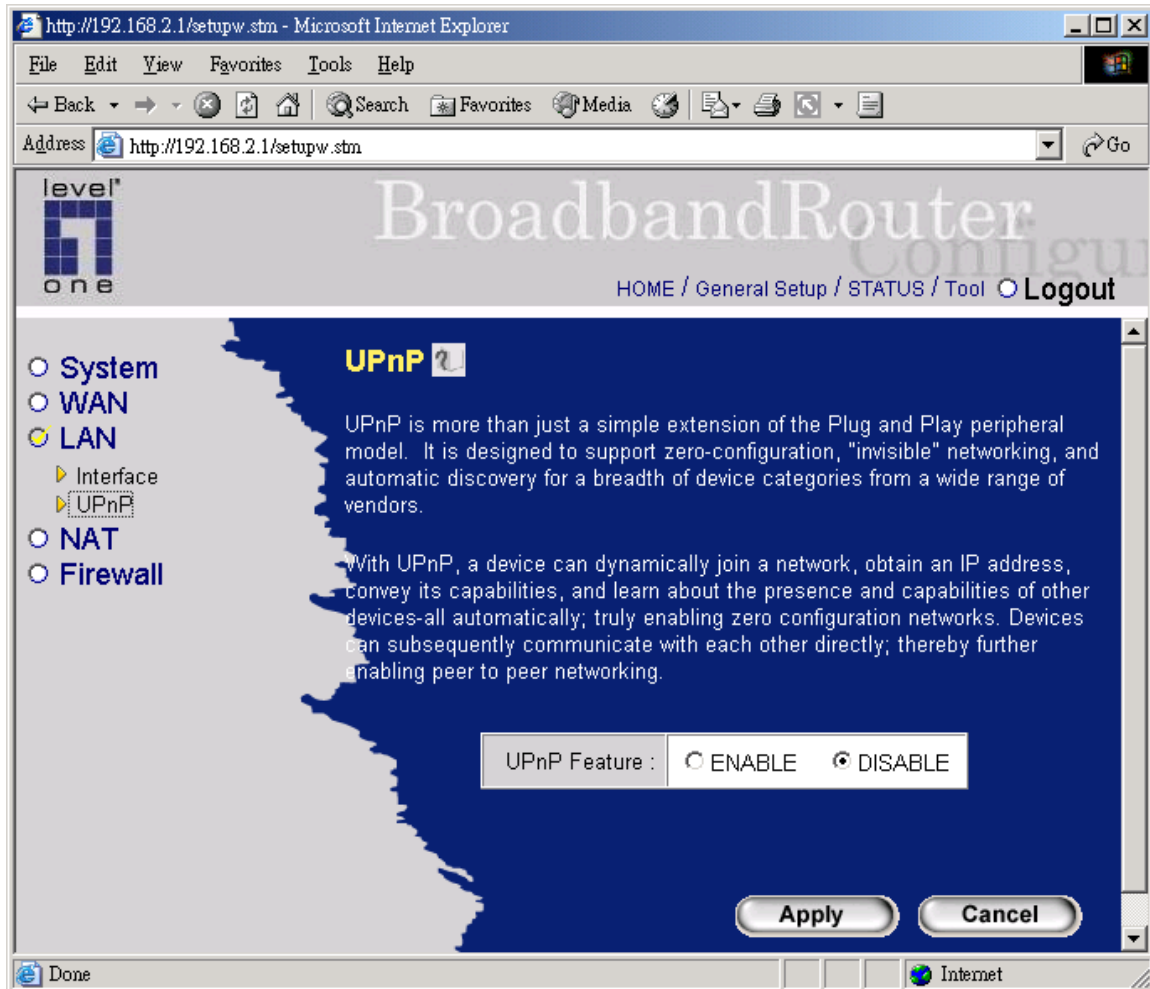 http://192.168.2.1/setupw.stm - Microsoft Internet Explorer
File Edit View Favorites Tools Help
Back Search Favorites Media
Address http://192.168.2.1/setupw.stm Go
level
one
BroadbandRouter
Configu
HOME / General Setup / STATUS / Tool Logout
System
WAN
LAN
Interface
UPnP
NAT
Firewall
UPnP
UPnP is more than just a simple extension of the Plug and Play peripheral
model. It is designed to support zero-configuration, "invisible" networking, and
automatic discovery for a breadth of device categories from a wide range of
vendors.
With UPnP, a device can dynamically join a network, obtain an IP address,
convey its capabilities, and learn about the presence and capabilities of other
devices-all automatically; truly enabling zero configuration networks. Devices
can subsequently communicate with each other directly; thereby further
enabling peer to peer networking.
UPnP Feature : ENABLE DISABLE
Apply Cancel
Done Internet